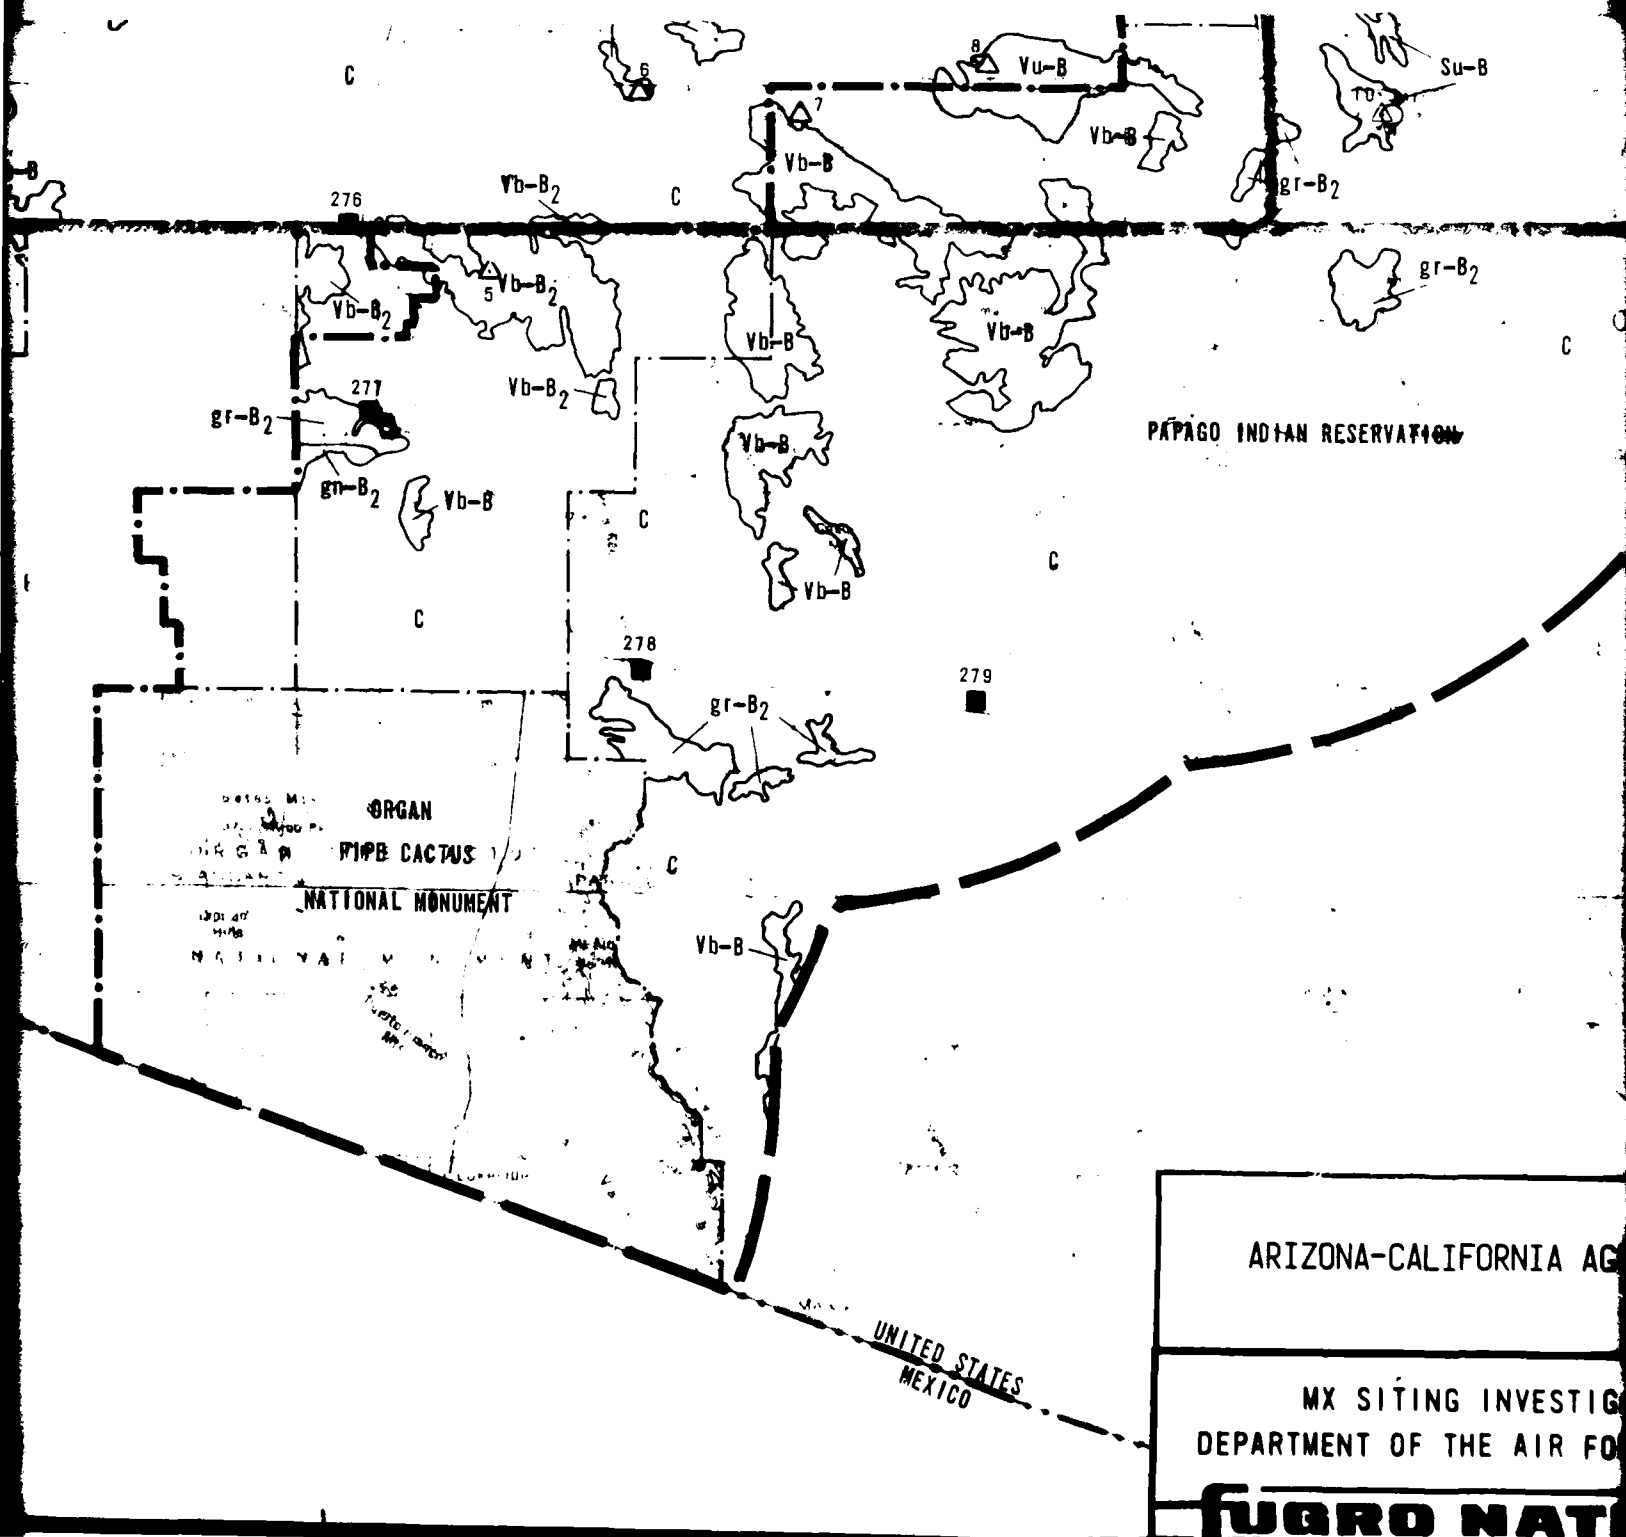 C
6
8
Vu-B
Su-B
7
Vb-B
Vb-B
-B
276
Vb-B2
C
gr-B2
5
Vb-B2
Vb-B2
gr-B2
Vb-B
Vb-B
C
277
Vb-B2
gr-B2
Vb-B
PAPAGO INDIAN RESERVATION
gn-B2
Vb-B
C
C
Vb-B
C
278
279
gr-B2
ORGAN
PIPE CACTUS
C
NATIONAL MONUMENT
Vb-B
ARIZONA-CALIFORNIA AG
UNITED STATES
MEXICO
MX SITING INVESTIG
DEPARTMENT OF THE AIR FO
fUGRO NATI